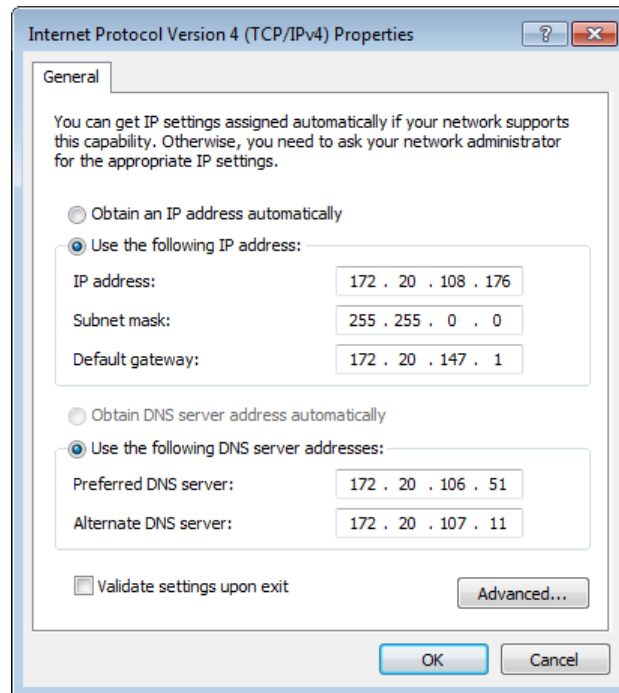 Internet Protocol Version 4 (TCP/IPv4) Properties
General
You can get IP settings assigned automatically if your network supports
this capability. Otherwise, you need to ask your network administrator
for the appropriate IP settings.
Obtain an IP address automatically
Use the following IP address:
IP address: 172 . 20 . 108 . 176
Subnet mask: 255 . 255 . 0 . 0
Default gateway: 172 . 20 . 147 . 1
Obtain DNS server address automatically
Use the following DNS server addresses:
Preferred DNS server: 172 . 20 . 106 . 51
Alternate DNS server: 172 . 20 . 107 . 11
Validate settings upon exit
Advanced...
OK Cancel